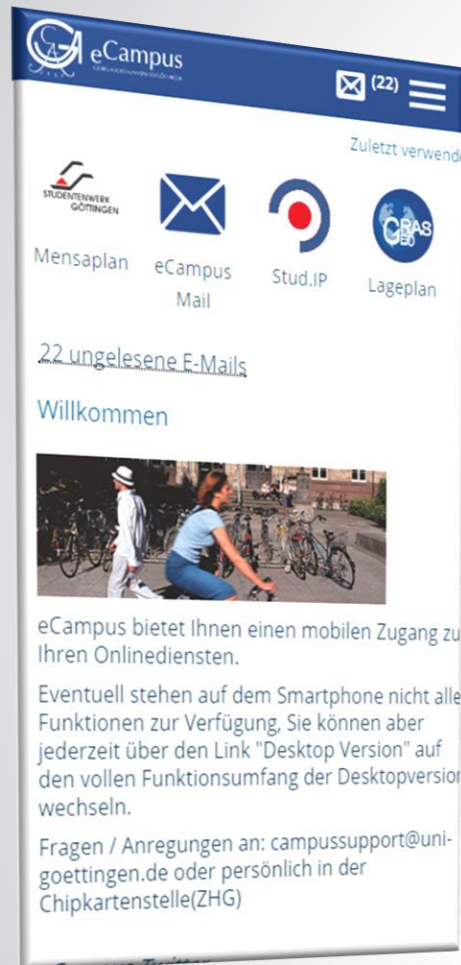 eCampus
(22)
Zuletzt verwende
STUDENTENWERK
GÖTTINGEN
Mensaplan
eCampus
Mail
Stud.IP
Lageplan
22 ungelesene E-Mails
Willkommen
eCampus bietet Ihnen einen mobilen Zugang zu
Ihren Onlinediensten.
Eventuell stehen auf dem Smartphone nicht alle
Funktionen zur Verfügung, Sie können aber
jederzeit über den Link "Desktop Version" auf
den vollen Funktionsumfang der Desktopversion
wechseln.
Fragen / Anregungen an: campussupport@uni-
goettingen.de oder persönlich in der
Chipkartenstelle(ZHG)